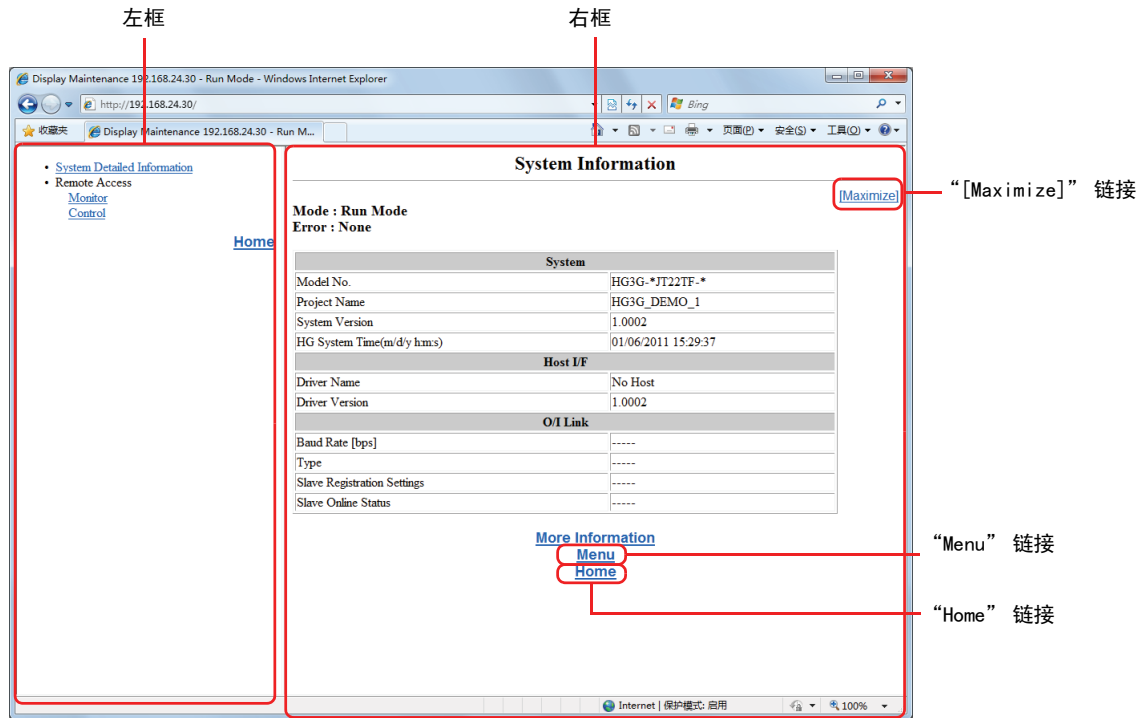 左框
右框
Display Maintenance 192.168.24.30 - Run Mode - Windows Internet Explorer
http://192.168.24.30/
Bing
收藏夹
Display Maintenance 192.168.24.30 - Run M...
页面(P)
安全(S)
工具(O)
System Detailed Information
Remote Access
Monitor
Control
Home
System Information
[Maximize]
“[Maximize]” 链接
Mode : Run Mode
Error : None
System
Model No. HG3G-*JT22TF-*
Project Name HG3G_DEMO_1
System Version 1.0002
HG System Time(m/d/y h:m:s) 01/06/2011 15:29:37
Host I/F
Driver Name No Host
Driver Version 1.0002
O/I Link
Baud Rate [bps] -----
Type -----
Slave Registration Settings -----
Slave Online Status -----
More Information
Menu
“Menu” 链接
Home
“Home” 链接
Internet | 保护模式: 启用
100%